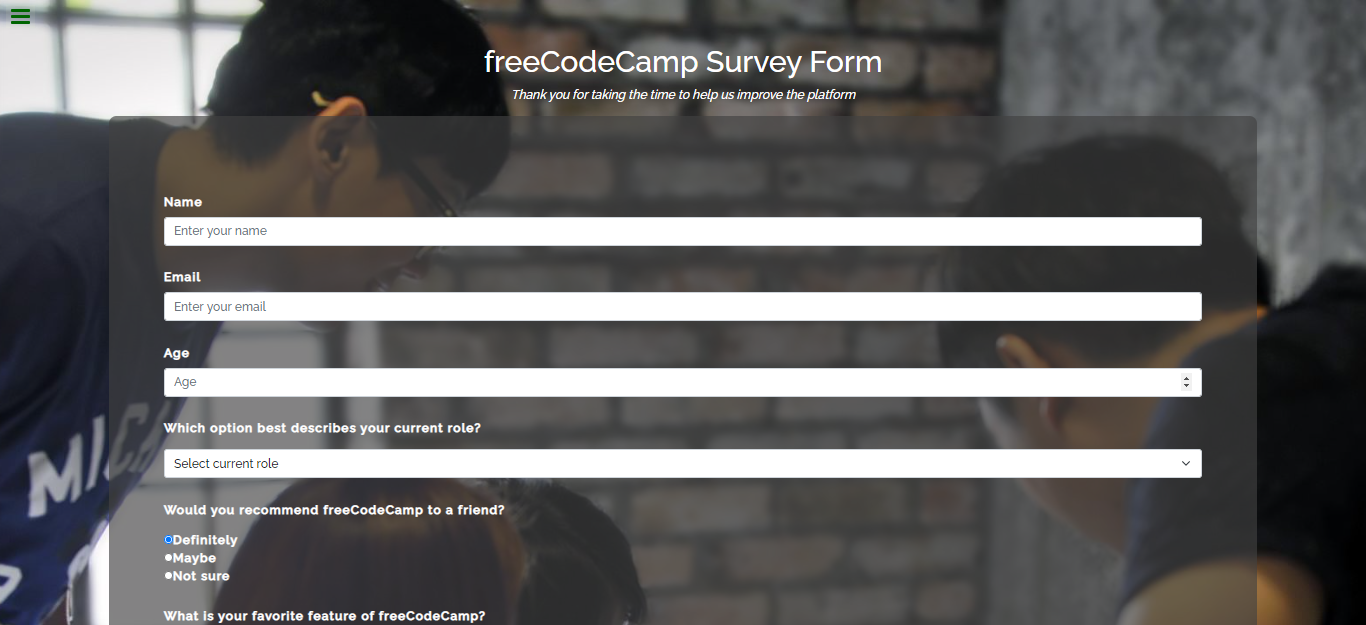 freeCodeCamp Survey Form
Thank you for taking the time to help us improve the platform
Name
Enter your name
Email
Enter your email
Age
Age
Which option best describes your current role?
Select current role
Would you recommend freeCodeCamp to a friend?
Definitely
Maybe
Not sure
What is your favorite feature of freeCodeCamp?